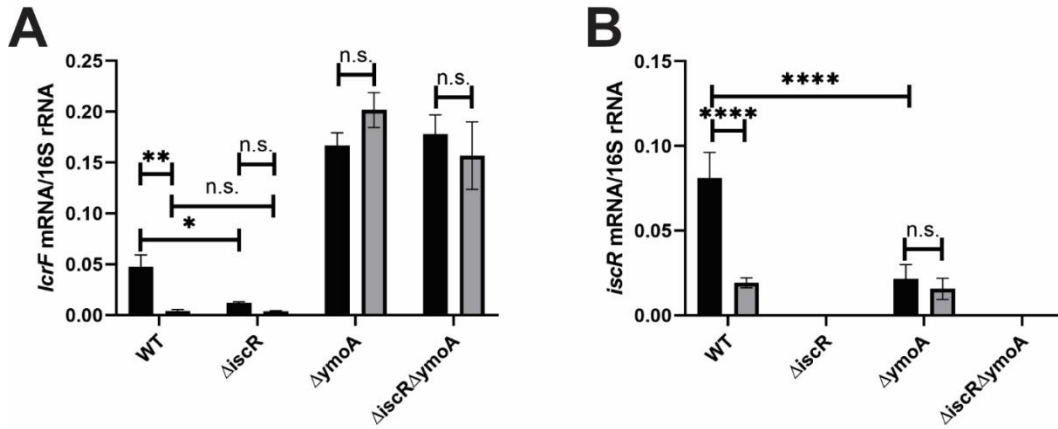 A
B
lcrF mRNA/16S rRNA
0.25
0.20
0.15
0.10
0.05
0.00
**
n.s.
n.s.
*
n.s.
n.s.
WT
ΔiscR
ΔymoA
ΔiscRΔymoA
iscR mRNA/16S rRNA
0.15
0.10
0.05
0.00
****
****
n.s.
WT
ΔiscR
ΔymoA
ΔiscRΔymoA